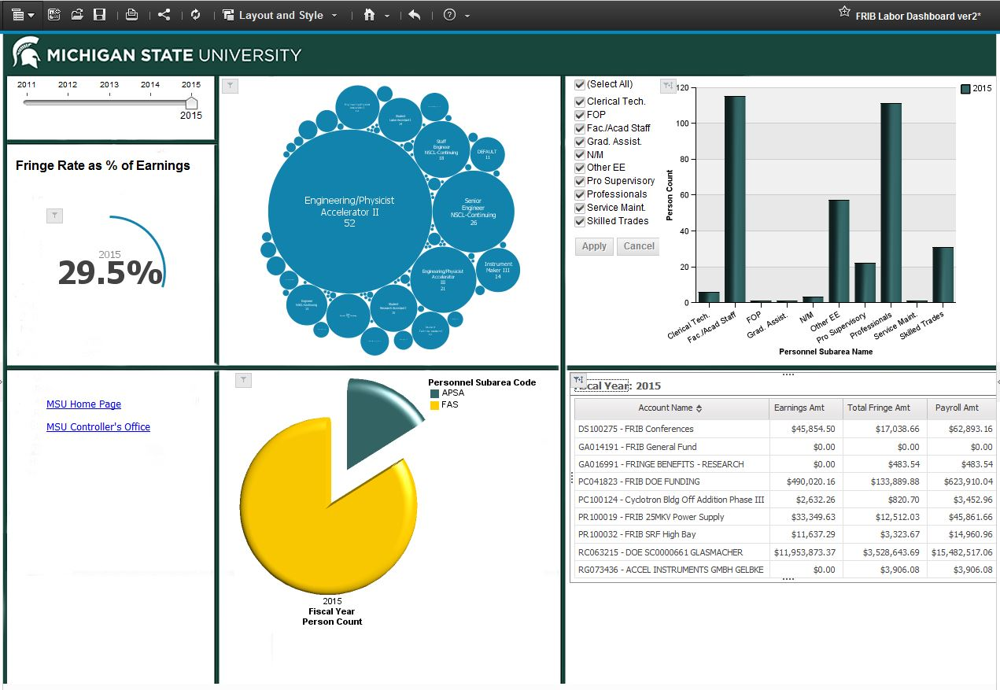 Layout and Style
FRIB Labor Dashboard ver2*
MICHIGAN STATE UNIVERSITY
2011 2012 2013 2014 2015
2015
Fringe Rate as % of Earnings
2015
29.5%
Engineering/Physicist
Accelerator II
52
Student
Labor Assistant I
14
Staff
Engineer
NSCL-Continuing
18
DEFAULT
11
Senior
Engineer
NSCL-Continuing
26
Instrument
Maker III
14
Engineering/Physicist
Accelerator
III
21
Student
Research Assistant I
15
Engineer
NSCL-Continuing
13
(Select All)
Clerical Tech.
FOP
Fac./Acad Staff
Grad. Assist.
N/M
Other EE
Pro Supervisory
Professionals
Service Maint.
Skilled Trades
Apply Cancel
120
100
80
60
40
20
0
Person Count
2015
Clerical Tech. Fac./Acad Staff FOP Grad. Assist. N/M Other EE Pro Supervisory Professionals Service Maint. Skilled Trades
Personnel Subarea Name
MSU Home Page
MSU Controller's Office
Personnel Subarea Code
APSA
FAS
2015
Fiscal Year
Person Count
Fiscal Year: 2015
Account Name Earnings Amt Total Fringe Amt Payroll Amt
DS100275 - FRIB Conferences $45,854.50 $17,038.66 $62,893.16
GA014191 - FRIB General Fund $0.00 $0.00 $0.00
GA016991 - FRINGE BENEFITS - RESEARCH $0.00 $483.54 $483.54
PC041823 - FRIB DOE FUNDING $490,020.16 $133,889.88 $623,910.04
PC100124 - Cyclotron Bldg Off Addition Phase III $2,632.26 $820.70 $3,452.96
PR100019 - FRIB 25MKV Power Supply $33,349.63 $12,512.03 $45,861.66
PR100032 - FRIB SRF High Bay $11,637.29 $3,323.67 $14,960.96
RC063215 - DOE SC0000661 GLASMACHER $11,953,873.37 $3,528,643.69 $15,482,517.06
RG073436 - ACCEL INSTRUMENTS GMBH GELBKE $0.00 $3,906.08 $3,906.08